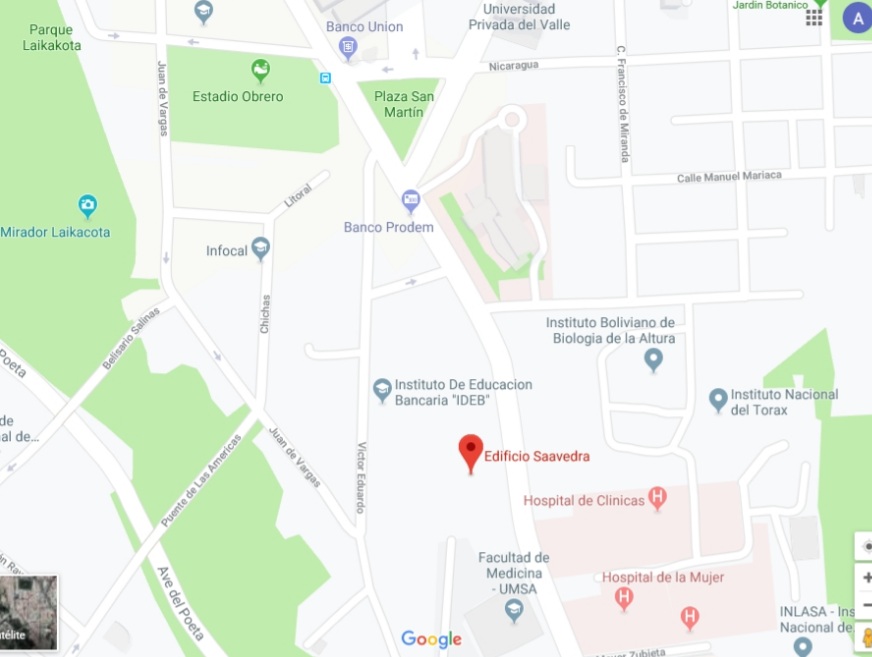 Parque
Laikakota
Banco Union
Universidad
Privada del Valle
Jardin Botanico
A
Juan de Vargas
Estadio Obrero
Plaza San
Martín
Nicaragua
C. Francisco de Miranda
Calle Manuel Mariaca
Litoral
Mirador Laikacota
Banco Prodem
Infocal
Chichas
Belisario Salinas
Instituto Boliviano de
Biologia de la Altura
Poeta
Instituto De Educacion
Bancaria "IDEB"
Instituto Nacional
del Torax
de
al de...
Juan de Vargas
Puente de Las Americas
Victor Eduardo
Edificio Saavedra
Hospital de Clinicas
H
Facultad de
Medicina
- UMSA
Hospital de la Mujer
H
H
Ave del Poeta
INLASA - Ins
Nacional de
télite
Google
Zubieta